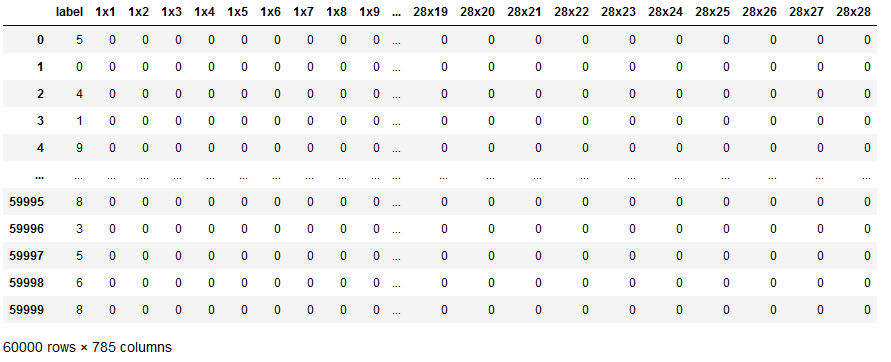 label 1x1 1x2 1x3 1x4 1x5 1x6 1x7 1x8 1x9 ... 28x19 28x20 28x21 28x22 28x23 28x24 28x25 28x26 28x27 28x28
0 5 0 0 0 0 0 0 0 0 0 ... 0 0 0 0 0 0 0 0 0 0
1 0 0 0 0 0 0 0 0 0 0 ... 0 0 0 0 0 0 0 0 0 0
2 4 0 0 0 0 0 0 0 0 0 ... 0 0 0 0 0 0 0 0 0 0
3 1 0 0 0 0 0 0 0 0 0 ... 0 0 0 0 0 0 0 0 0 0
4 9 0 0 0 0 0 0 0 0 0 ... 0 0 0 0 0 0 0 0 0 0
... ... ... ... ... ... ... ... ... ... ... ... ... ... ... ... ... ... ... ... ... ...
59995 8 0 0 0 0 0 0 0 0 0 ... 0 0 0 0 0 0 0 0 0 0
59996 3 0 0 0 0 0 0 0 0 0 ... 0 0 0 0 0 0 0 0 0 0
59997 5 0 0 0 0 0 0 0 0 0 ... 0 0 0 0 0 0 0 0 0 0
59998 6 0 0 0 0 0 0 0 0 0 ... 0 0 0 0 0 0 0 0 0 0
59999 8 0 0 0 0 0 0 0 0 0 ... 0 0 0 0 0 0 0 0 0 0
60000 rows × 785 columns